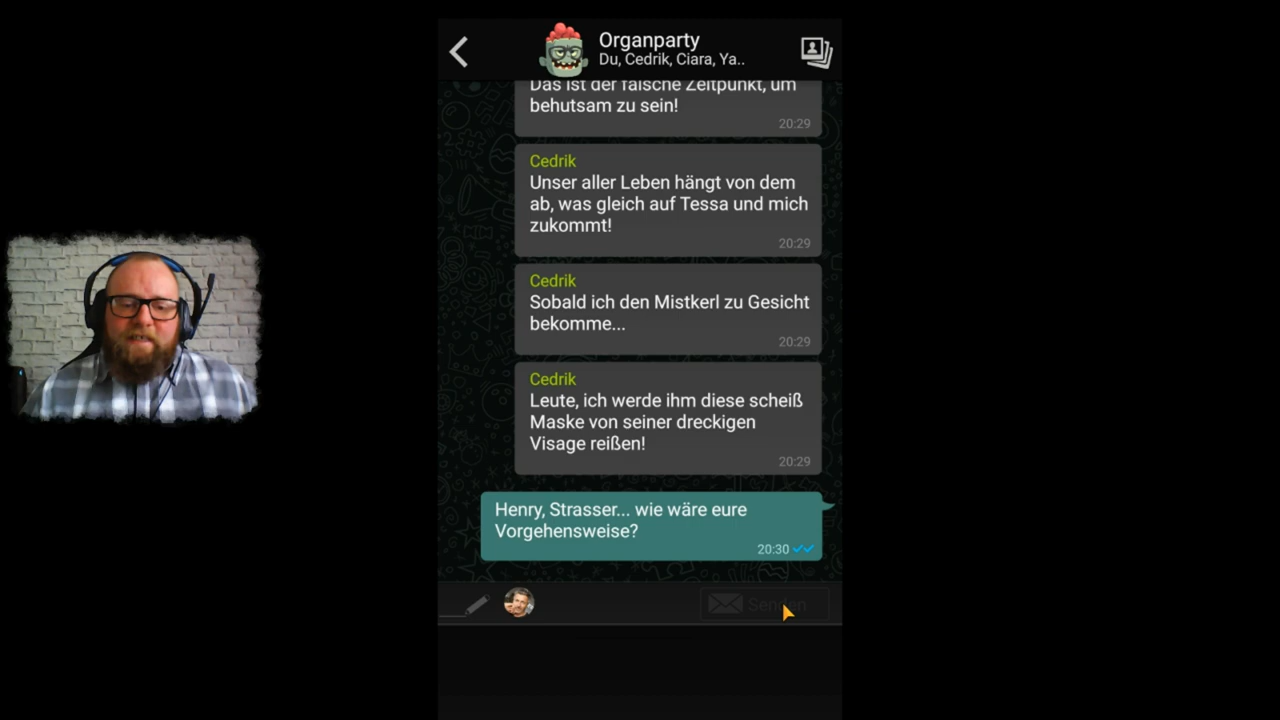 Organparty
Du, Cedrik, Ciara, Ya..
Das ist der falsche Zeitpunkt, um
behutsam zu sein!
20:29
Cedrik
Unser aller Leben hängt von dem
ab, was gleich auf Tessa und mich
zukommt!
20:29
Cedrik
Sobald ich den Mistkerl zu Gesicht
bekomme...
20:29
Cedrik
Leute, ich werde ihm diese scheiß
Maske von seiner dreckigen
Visage reißen!
20:29
Henry, Strasser... wie wäre eure
Vorgehensweise?
20:30
Senden